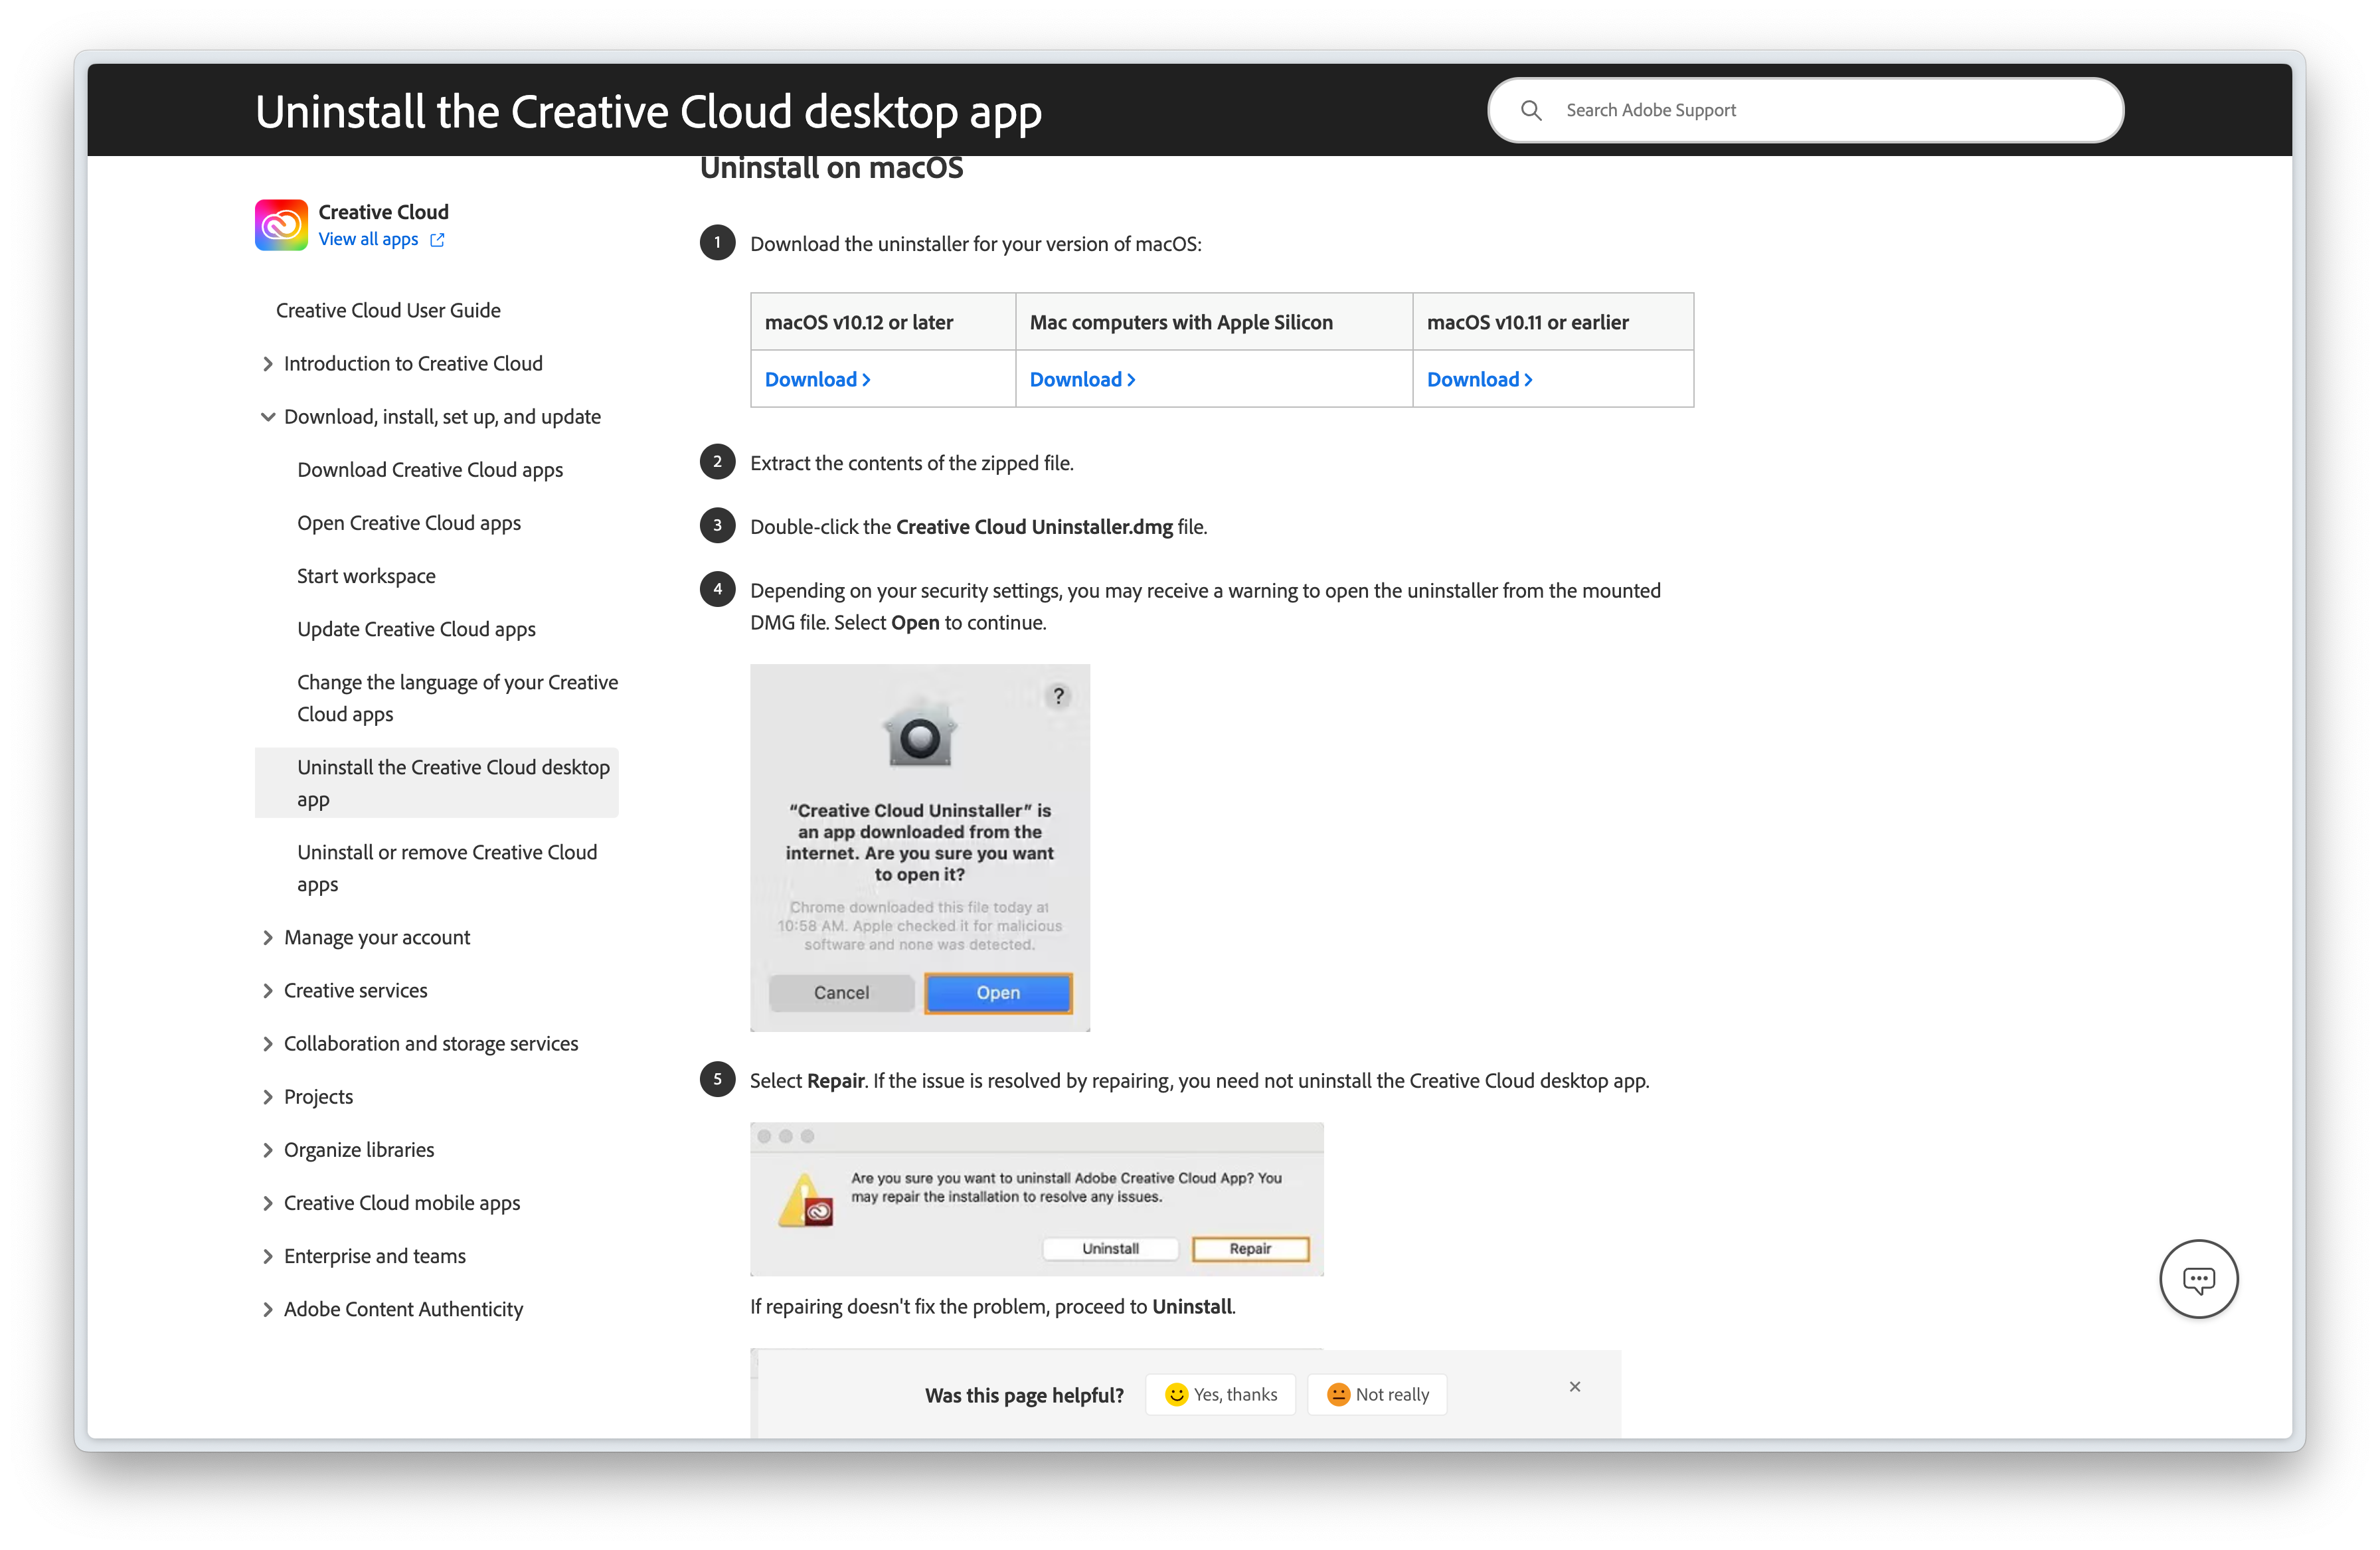 Uninstall the Creative Cloud desktop app
Search Adobe Support
Creative Cloud
View all apps
Creative Cloud User Guide
Introduction to Creative Cloud
Download, install, set up, and update
Download Creative Cloud apps
Open Creative Cloud apps
Start workspace
Update Creative Cloud apps
Change the language of your Creative
Cloud apps
Uninstall the Creative Cloud desktop
app
Uninstall or remove Creative Cloud
apps
Manage your account
Creative services
Collaboration and storage services
Projects
Organize libraries
Creative Cloud mobile apps
Enterprise and teams
Adobe Content Authenticity
Uninstall on macOS
1 Download the uninstaller for your version of macOS:
macOS v10.12 or later Mac computers with Apple Silicon macOS v10.11 or earlier
Download Download Download
2 Extract the contents of the zipped file.
3 Double-click the Creative Cloud Uninstaller.dmg file.
4 Depending on your security settings, you may receive a warning to open the uninstaller from the mounted
DMG file. Select Open to continue.
?
“Creative Cloud Uninstaller” is
an app downloaded from the
internet. Are you sure you want
to open it?
Chrome downloaded this file today at
10:58 AM. Apple checked it for malicious
software and none was detected.
Cancel Open
5 Select Repair. If the issue is resolved by repairing, you need not uninstall the Creative Cloud desktop app.
Are you sure you want to uninstall Adobe Creative Cloud App? You
may repair the installation to resolve any issues.
Uninstall Repair
If repairing doesn't fix the problem, proceed to Uninstall.
Was this page helpful? Yes, thanks Not really